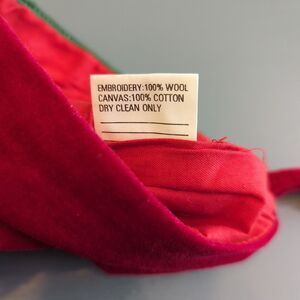 EMBROIDERY:100% WOOL
CANVAS:100% COTTON
DRY CLEAN ONLY